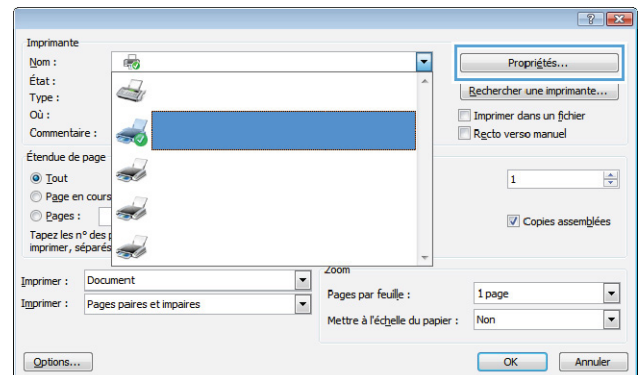 Imprimante
Nom :
Propriétés...
État :
Type :
Rechercher une imprimante...
Où :
Imprimer dans un fichier
Commentaire :
Recto verso manuel
Étendue de page
Tout
1
Page en cours
Pages :
Copies assemblées
Tapez les n° des
imprimer, séparés
Zoom
Imprimer :
Document
Pages par feuille :
1 page
Imprimer :
Pages paires et impaires
Mettre à l'échelle du papier :
Non
Options...
OK
Annuler